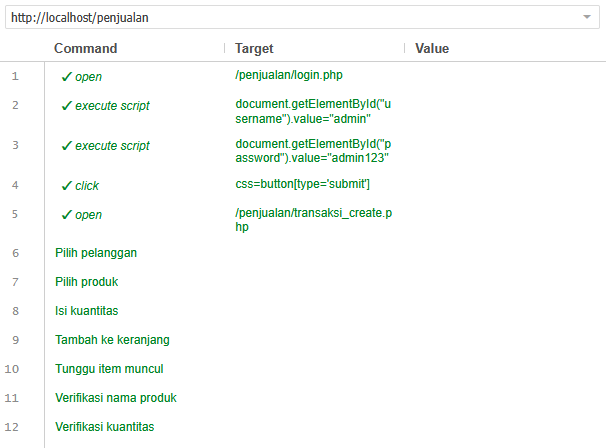 http://localhost/penjualan
Command Target Value
1 ✓ open /penjualan/login.php
2 ✓ execute script document.getElementById("u
sername").value="admin"
3 ✓ execute script document.getElementById("p
assword").value="admin123"
4 ✓ click css=button[type='submit']
5 ✓ open /penjualan/transaksi_create.p
hp
6 Pilih pelanggan
7 Pilih produk
8 Isi kuantitas
9 Tambah ke keranjang
10 Tunggu item muncul
11 Verifikasi nama produk
12 Verifikasi kuantitas